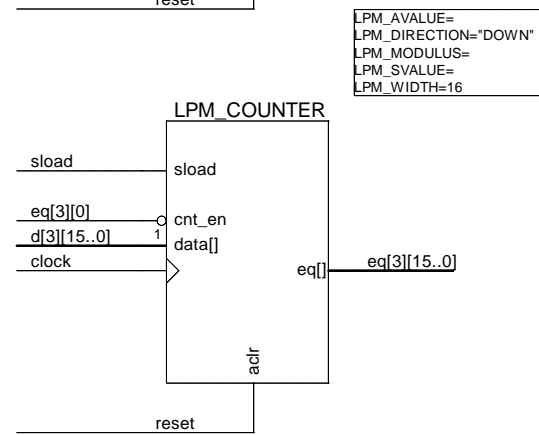 reset
LPM_AVALUE=
LPM_DIRECTION="DOWN"
LPM_MODULUS=
LPM_SVALUE=
LPM_WIDTH=16
LPM_COUNTER
sload
sload
eq[3][0]
cnt_en
d[3][15..0]
1
data[]
clock
eq[]
eq[3][15..0]
aclr
reset